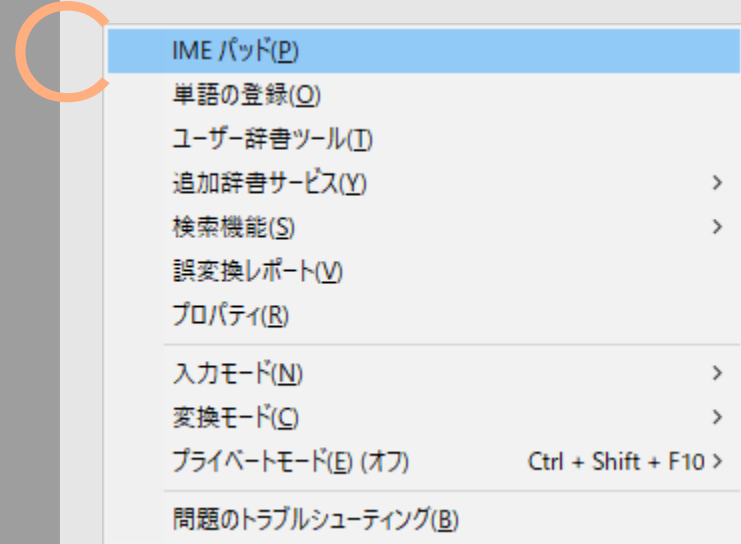 IME パッド(P)
単語の登録(O)
ユーザー辞書ツール(T)
追加辞書サービス(Y)
検索機能(S)
誤変換レポート(V)
プロパティ(R)
入力モード(N)
変換モード(C)
プライベートモード(E) (オフ) Ctrl + Shift + F10
問題のトラブルシューティング(B)